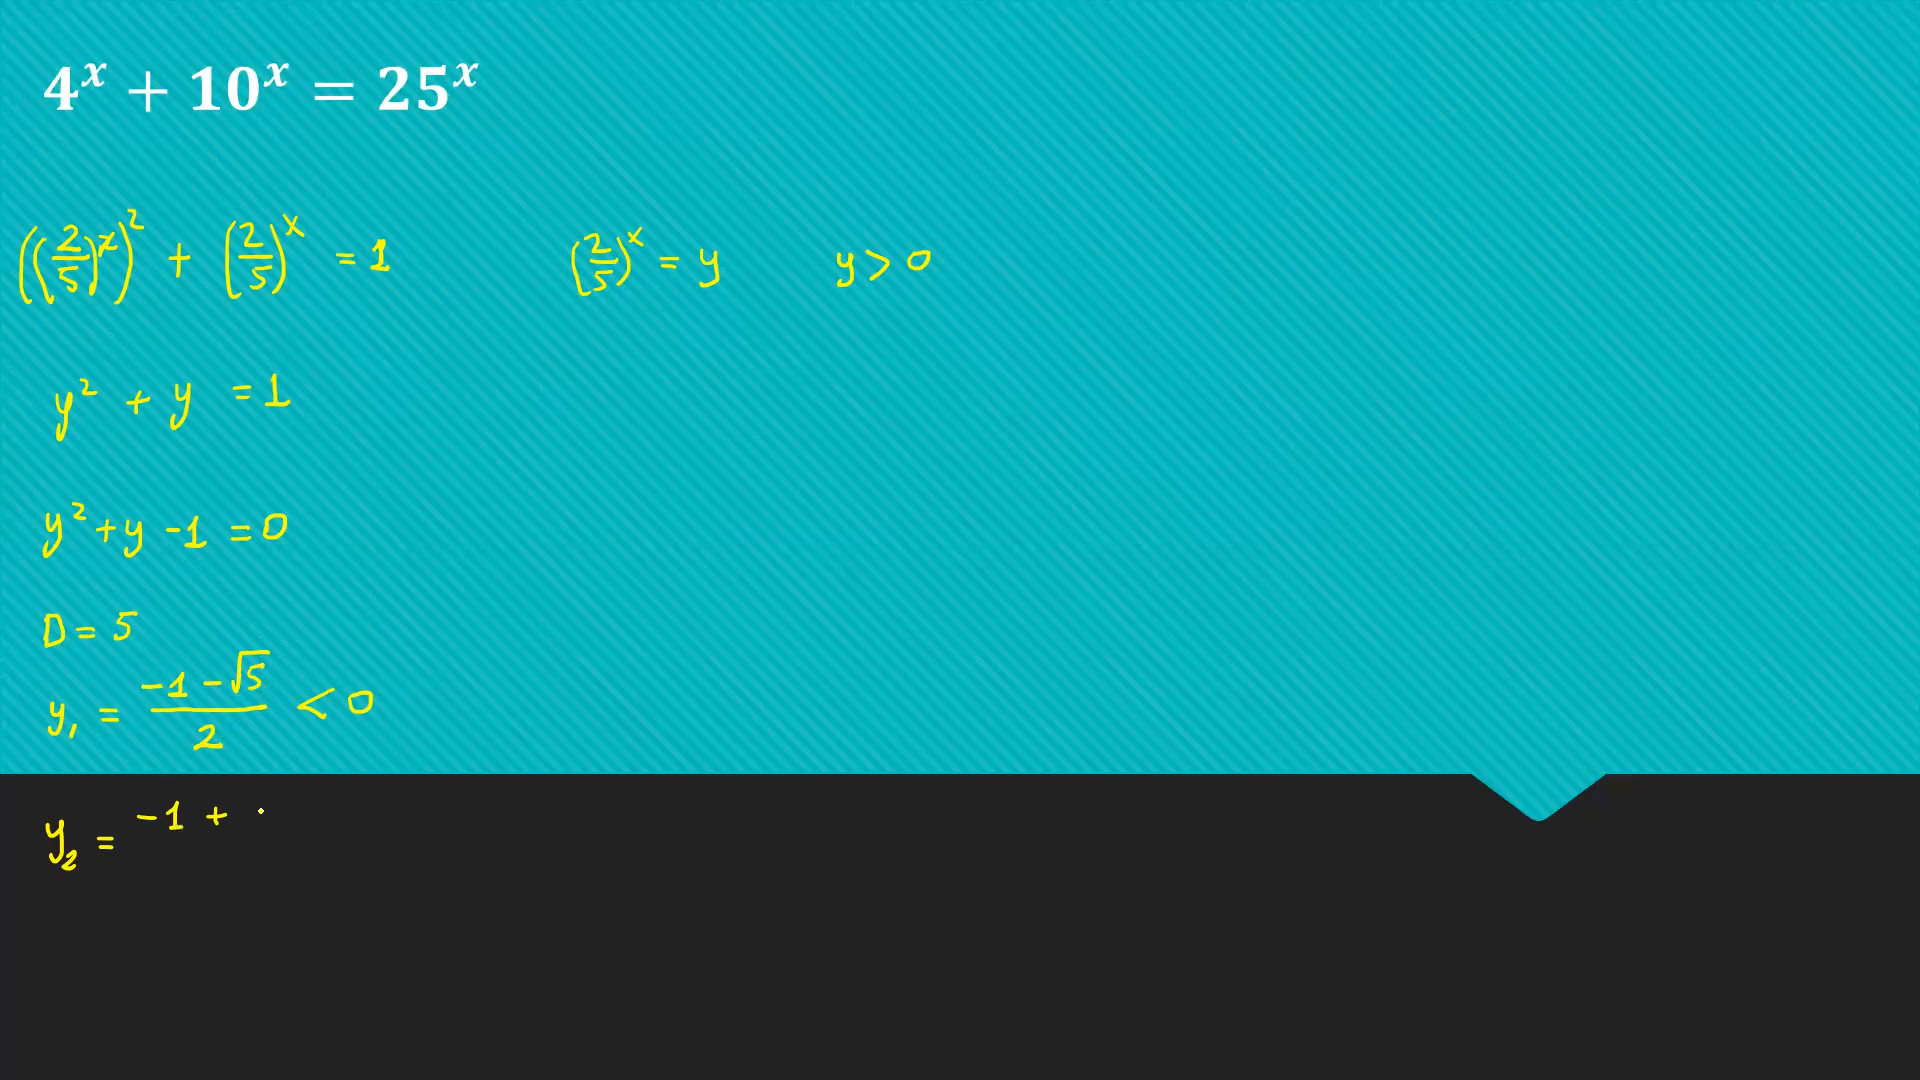 4^x + 10^x = 25^x
((2/5)^x)^2 + (2/5)^x = 1 (2/5)^x = y y > 0
y^2 + y = 1
y^2 + y - 1 = 0
D = 5
y_1 = (-1 - √5)/2 < 0
y_2 = -1 +